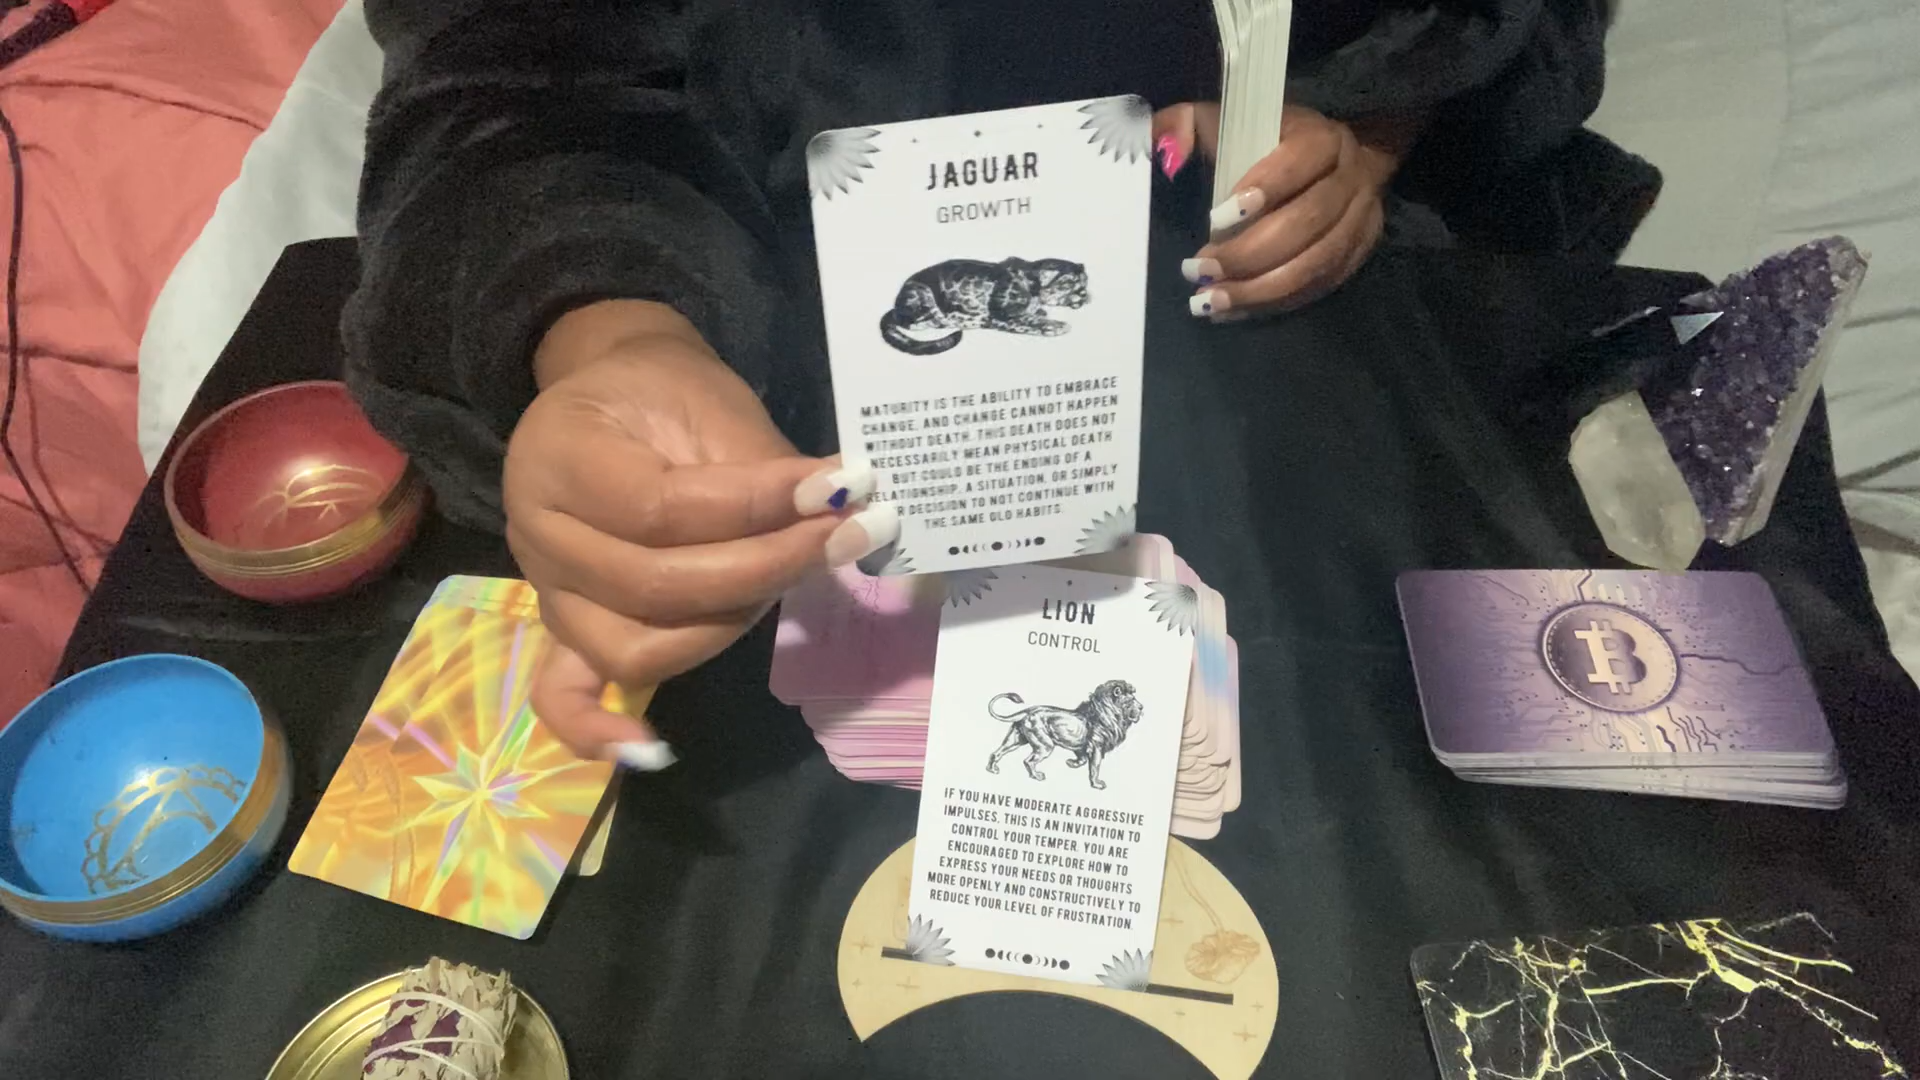 JAGUAR
GROWTH
MATURITY IS THE ABILITY TO EMBRACE
CHANGE, AND CHANGE CANNOT HAPPEN
WITHOUT DEATH. THIS DEATH DOES NOT
NECESSARILY MEAN PHYSICAL DEATH
BUT COULD BE THE ENDING OF A
RELATIONSHIP, A SITUATION, OR SIMPLY
R DECISION TO NOT CONTINUE WITH
THE SAME OLD HABITS.
LION
CONTROL
IF YOU HAVE MODERATE AGGRESSIVE
IMPULSES, THIS IS AN INVITATION TO
CONTROL YOUR TEMPER. YOU ARE
ENCOURAGED TO EXPLORE HOW TO
EXPRESS YOUR NEEDS OR THOUGHTS
MORE OPENLY AND CONSTRUCTIVELY TO
REDUCE YOUR LEVEL OF FRUSTRATION.